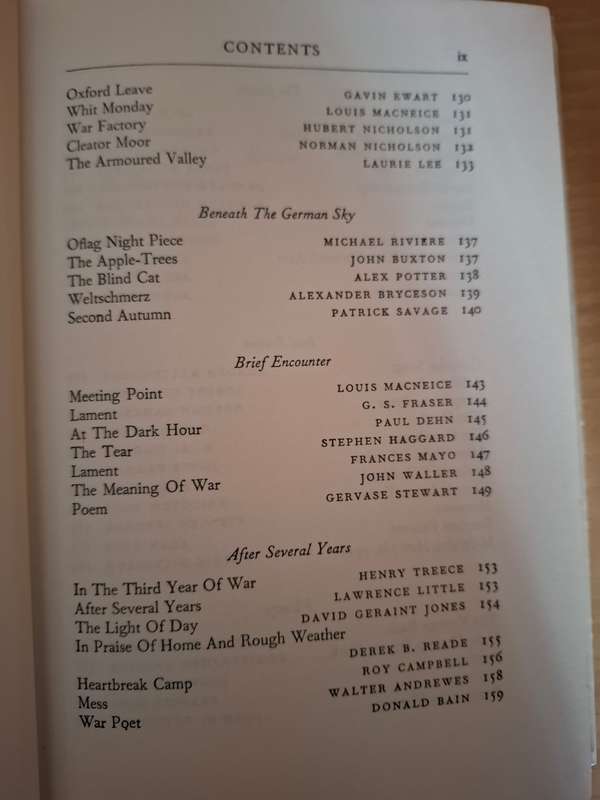 CONTENTS ix
Oxford Leave GAVIN EWART 130
Whit Monday LOUIS MACNEICE 131
War Factory HUBERT NICHOLSON 131
Cleator Moor NORMAN NICHOLSON 132
The Armoured Valley LAURIE LEE 133
Beneath The German Sky
Oflag Night Piece MICHAEL RIVIERE 137
The Apple-Trees JOHN BUXTON 137
The Blind Cat ALEX POTTER 138
Weltschmerz ALEXANDER BRYCESON 139
Second Autumn PATRICK SAVAGE 140
Brief Encounter
Meeting Point LOUIS MACNEICE 143
Lament G. S. FRASER 144
At The Dark Hour PAUL DEHN 145
The Tear STEPHEN HAGGARD 146
Lament FRANCES MAYO 147
The Meaning Of War JOHN WALLER 148
Poem GERVASE STEWART 149
After Several Years
In The Third Year Of War HENRY TREECE 153
After Several Years LAWRENCE LITTLE 153
The Light Of Day DAVID GERAINT JONES 154
In Praise Of Home And Rough Weather
DEREK B. READE 155
Heartbreak Camp ROY CAMPBELL 156
Mess WALTER ANDREWES 158
War Poet DONALD BAIN 159